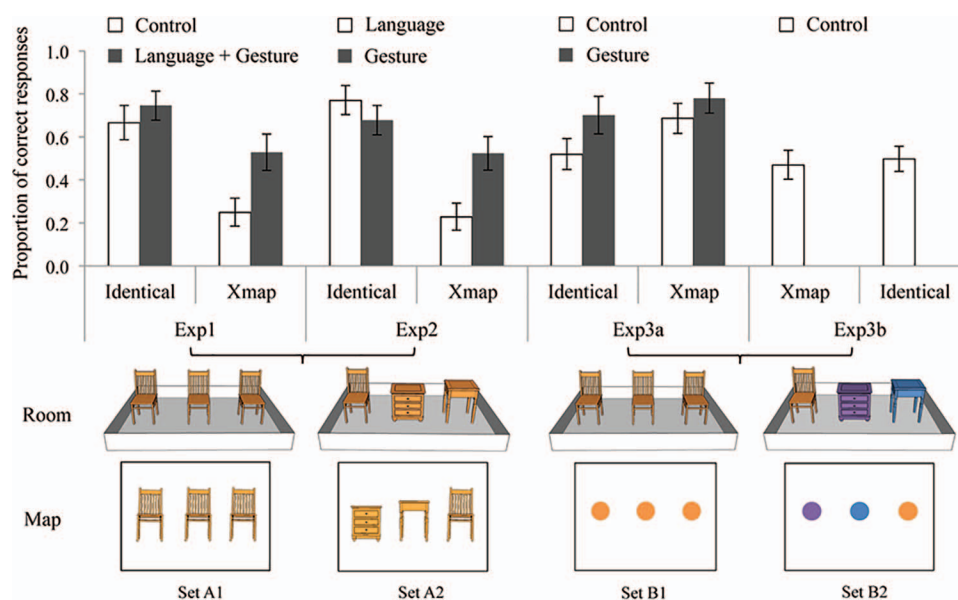 Control Language Control Control
Language + Gesture Gesture Gesture
Proportion of correct responses
1.0
0.8
0.6
0.4
0.2
0.0
Identical Xmap Identical Xmap Identical Xmap Xmap Identical
Exp1 Exp2 Exp3a Exp3b
Room
Map
Set A1 Set A2 Set B1 Set B2